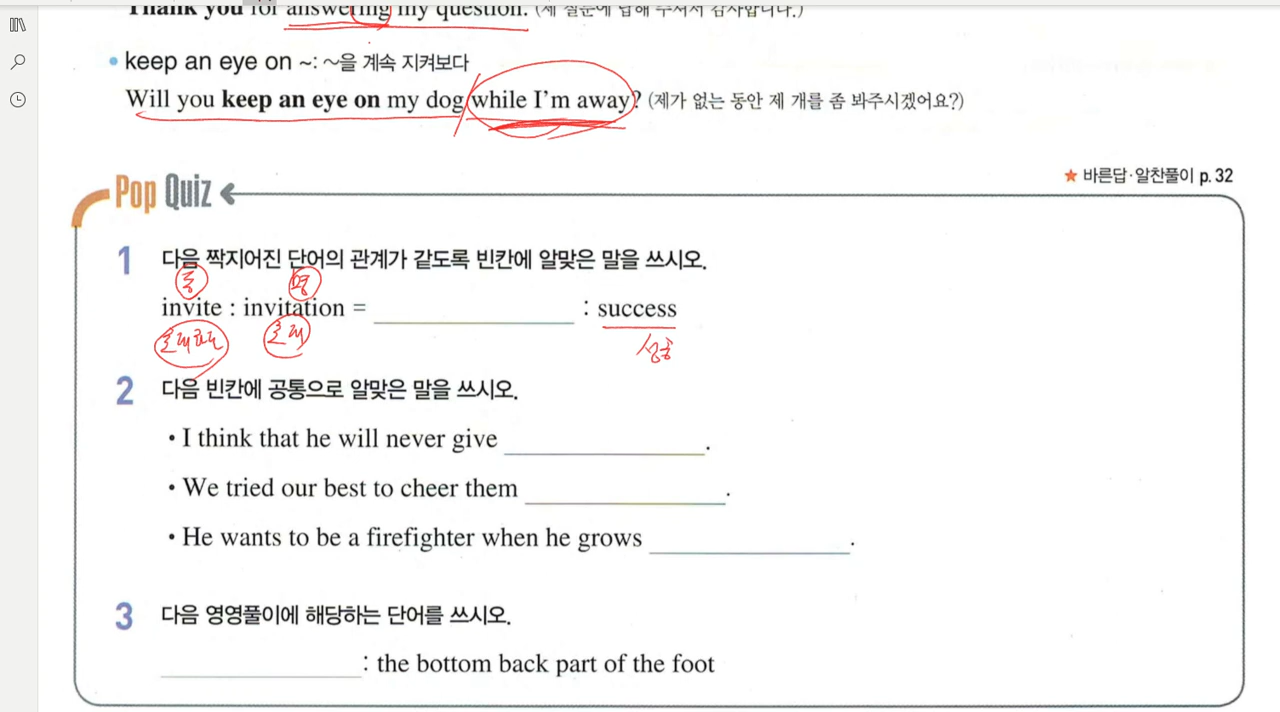 Thank you for answering my question. (제 질문에 답해 주셔서 감사합니다.)
• keep an eye on ~: ~을 계속 지켜보다
Will you keep an eye on my dog while I'm away? (제가 없는 동안 제 개를 좀 봐주시겠어요?)
★ 바른답·알찬풀이 p. 32
Pop Quiz
1 다음 짝지어진 단어의 관계가 같도록 빈칸에 알맞은 말을 쓰시오.
동 명
invite : invitation = ____________ : success
초대 성공
2 다음 빈칸에 공통으로 알맞은 말을 쓰시오.
• I think that he will never give ____________.
• We tried our best to cheer them ____________.
• He wants to be a firefighter when he grows ____________.
3 다음 영영풀이에 해당하는 단어를 쓰시오.
____________ : the bottom back part of the foot